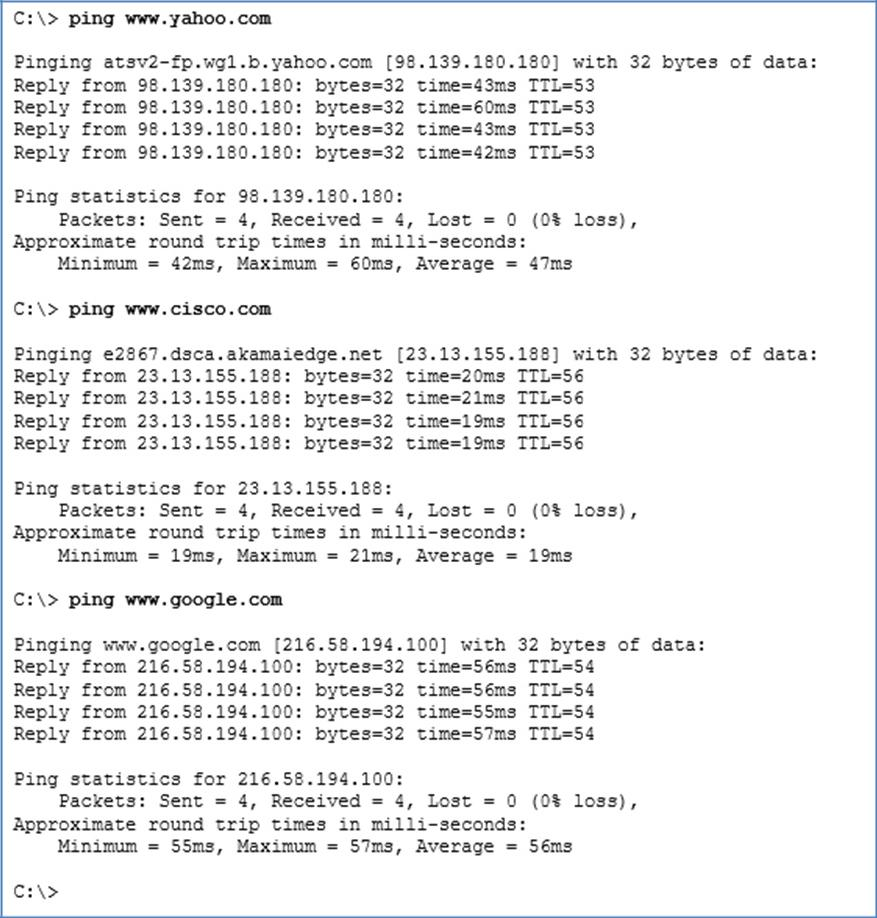 C:\> ping www.yahoo.com
Pinging atsv2-fp.wg1.b.yahoo.com [98.139.180.180] with 32 bytes of data:
Reply from 98.139.180.180: bytes=32 time=43ms TTL=53
Reply from 98.139.180.180: bytes=32 time=60ms TTL=53
Reply from 98.139.180.180: bytes=32 time=43ms TTL=53
Reply from 98.139.180.180: bytes=32 time=42ms TTL=53
Ping statistics for 98.139.180.180:
Packets: Sent = 4, Received = 4, Lost = 0 (0% loss),
Approximate round trip times in milli-seconds:
Minimum = 42ms, Maximum = 60ms, Average = 47ms
C:\> ping www.cisco.com
Pinging e2867.dsca.akamaiedge.net [23.13.155.188] with 32 bytes of data:
Reply from 23.13.155.188: bytes=32 time=20ms TTL=56
Reply from 23.13.155.188: bytes=32 time=21ms TTL=56
Reply from 23.13.155.188: bytes=32 time=19ms TTL=56
Reply from 23.13.155.188: bytes=32 time=19ms TTL=56
Ping statistics for 23.13.155.188:
Packets: Sent = 4, Received = 4, Lost = 0 (0% loss),
Approximate round trip times in milli-seconds:
Minimum = 19ms, Maximum = 21ms, Average = 19ms
C:\> ping www.google.com
Pinging www.google.com [216.58.194.100] with 32 bytes of data:
Reply from 216.58.194.100: bytes=32 time=56ms TTL=54
Reply from 216.58.194.100: bytes=32 time=56ms TTL=54
Reply from 216.58.194.100: bytes=32 time=55ms TTL=54
Reply from 216.58.194.100: bytes=32 time=57ms TTL=54
Ping statistics for 216.58.194.100:
Packets: Sent = 4, Received = 4, Lost = 0 (0% loss),
Approximate round trip times in milli-seconds:
Minimum = 55ms, Maximum = 57ms, Average = 56ms
C:\>